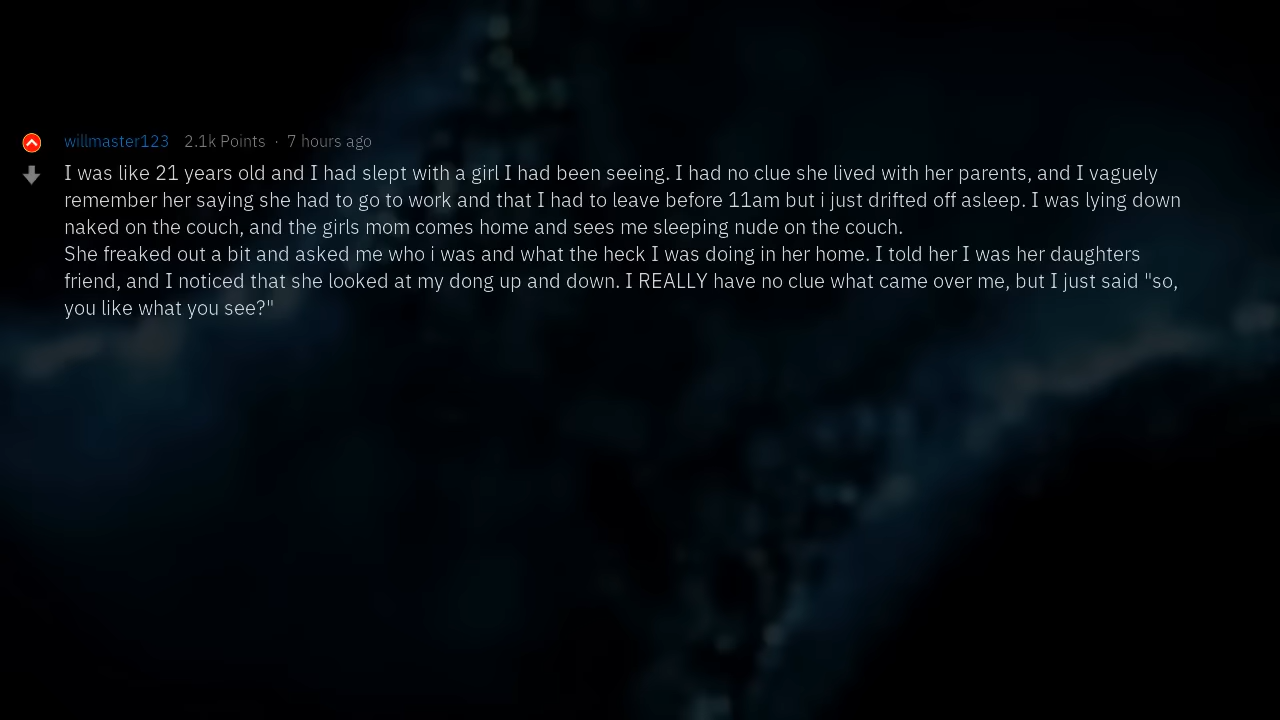 willmaster123 2.1k Points · 7 hours ago
I was like 21 years old and I had slept with a girl I had been seeing. I had no clue she lived with her parents, and I vaguely
remember her saying she had to go to work and that I had to leave before 11am but i just drifted off asleep. I was lying down
naked on the couch, and the girls mom comes home and sees me sleeping nude on the couch.
She freaked out a bit and asked me who i was and what the heck I was doing in her home. I told her I was her daughters
friend, and I noticed that she looked at my dong up and down. I REALLY have no clue what came over me, but I just said "so,
you like what you see?"